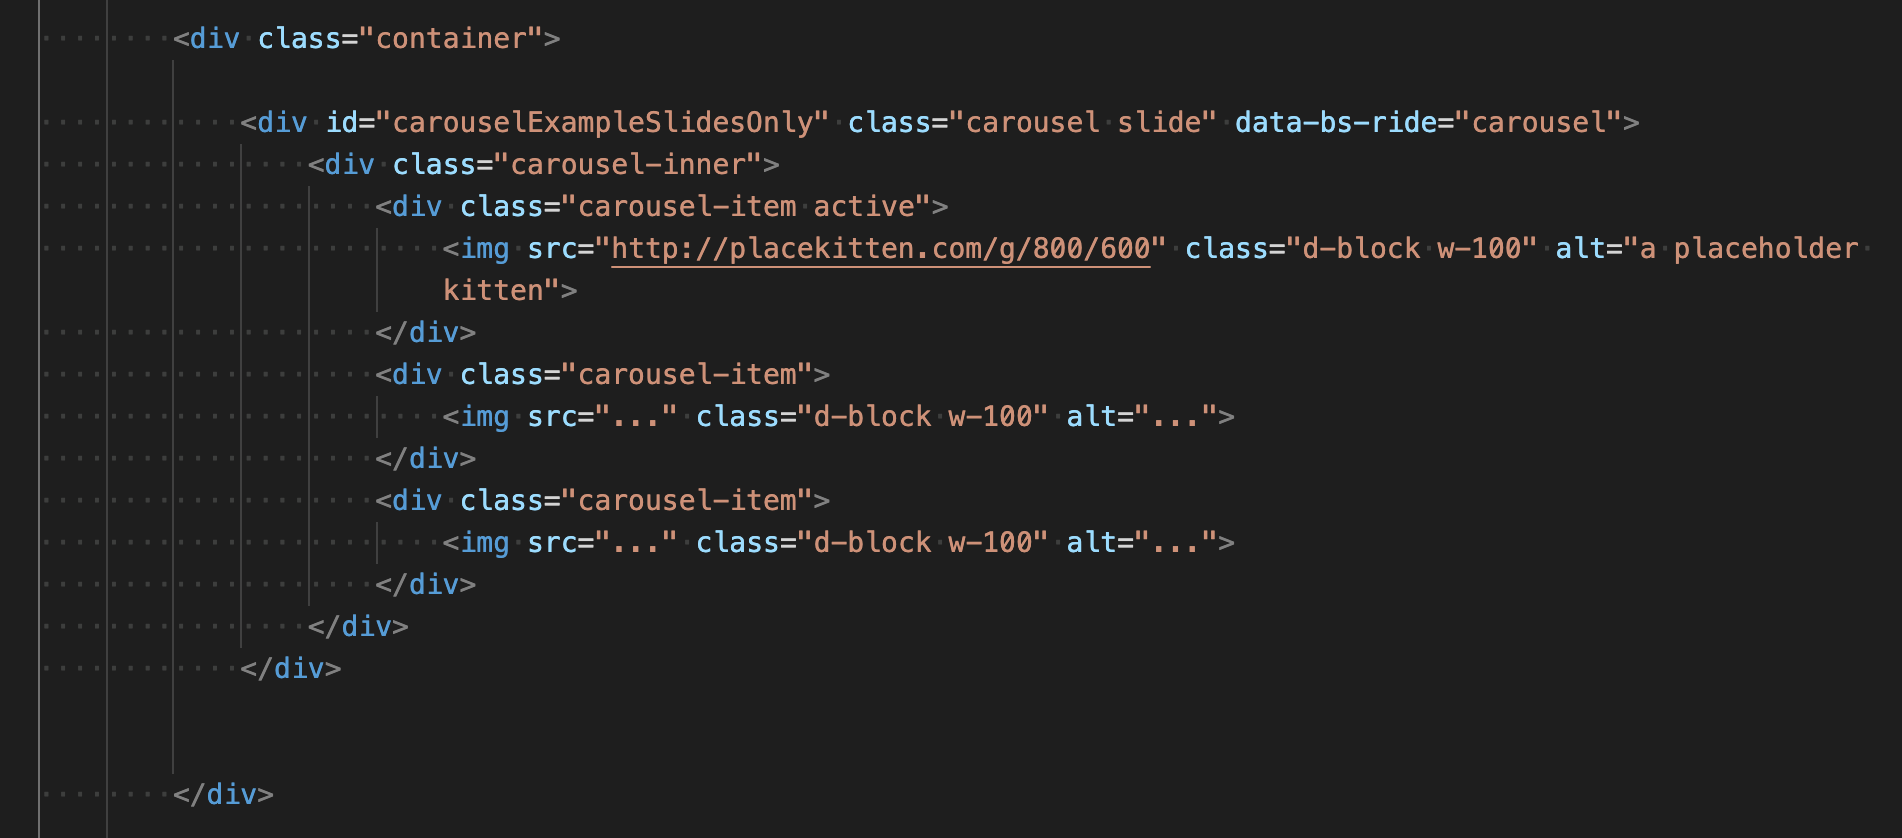 <div class="container">
<div id="carouselExampleSlidesOnly" class="carousel slide" data-bs-ride="carousel">
<div class="carousel-inner">
<div class="carousel-item active">
<img src="http://placekitten.com/g/800/600" class="d-block w-100" alt="a placeholder
kitten">
</div>
<div class="carousel-item">
<img src="..." class="d-block w-100" alt="...">
</div>
<div class="carousel-item">
<img src="..." class="d-block w-100" alt="...">
</div>
</div>
</div>
</div>